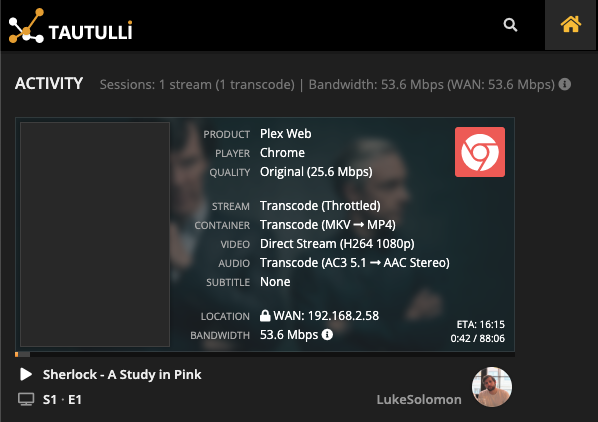 TAUTULLI
ACTIVITY Sessions: 1 stream (1 transcode) | Bandwidth: 53.6 Mbps (WAN: 53.6 Mbps)
PRODUCT Plex Web
PLAYER Chrome
QUALITY Original (25.6 Mbps)
STREAM Transcode (Throttled)
CONTAINER Transcode (MKV → MP4)
VIDEO Direct Stream (H264 1080p)
AUDIO Transcode (AC3 5.1 → AAC Stereo)
SUBTITLE None
LOCATION WAN: 192.168.2.58
BANDWIDTH 53.6 Mbps
ETA: 16:15
0:42 / 88:06
Sherlock - A Study in Pink
S1 · E1
LukeSolomon